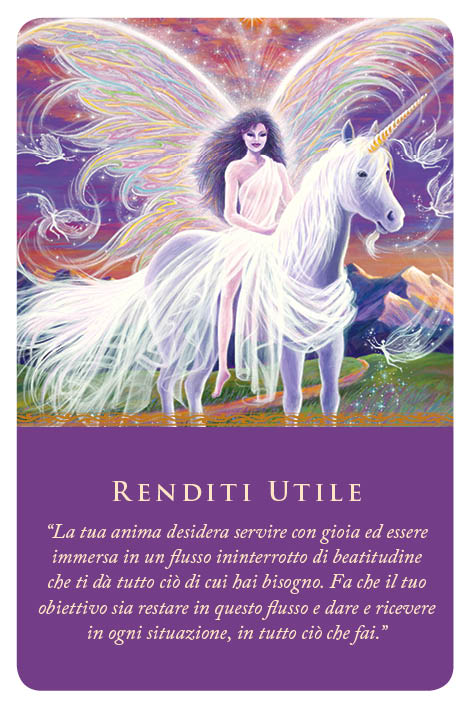 Renditi Utile
“La tua anima desidera servire con gioia ed essere
immersa in un flusso ininterrotto di beatitudine
che ti dà tutto ciò di cui hai bisogno. Fa che il tuo
obiettivo sia restare in questo flusso e dare e ricevere
in ogni situazione, in tutto ciò che fai.”